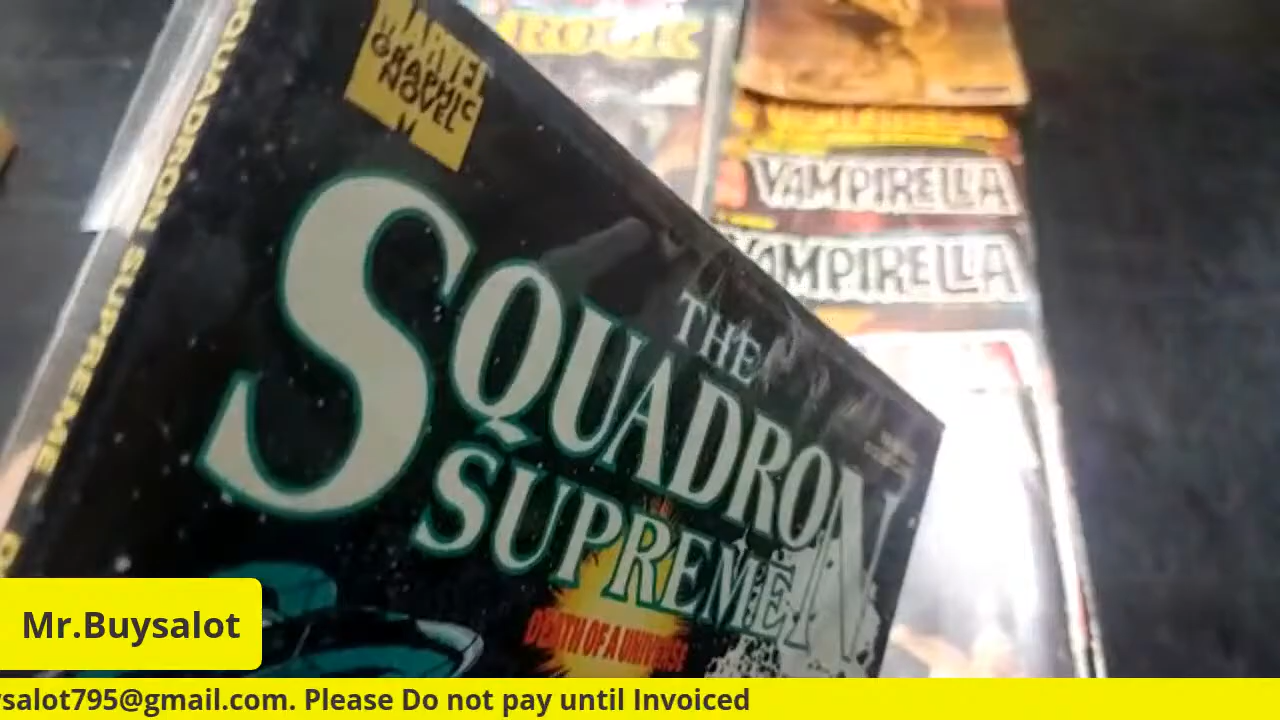 MARVEL
GRAPHIC
NOVEL
SQUADRON SUPREME
THE
SQUADRON
SUPREME
DEATH OF A UNIVERSE
VAMPIRELLA
VAMPIRELLA
Mr.Buysalot
ysalot795@gmail.com. Please Do not pay until Invoiced